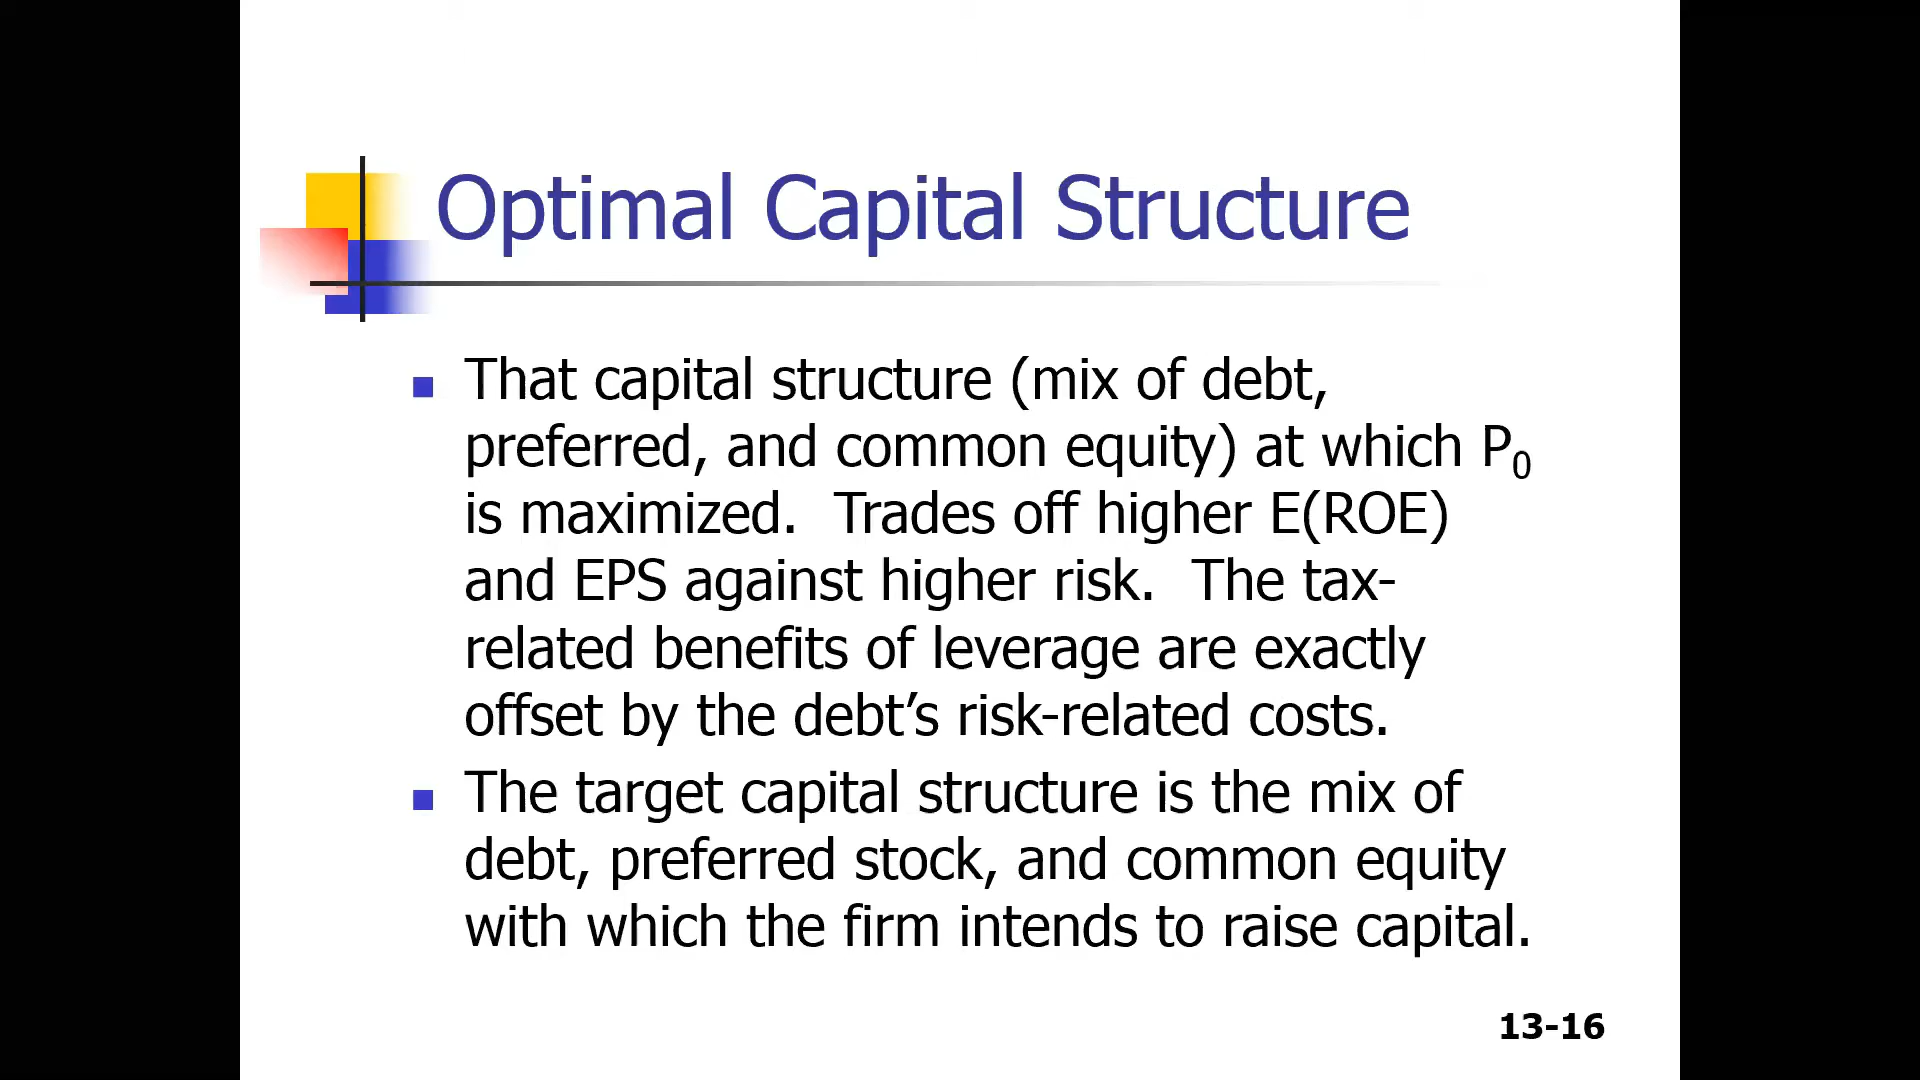 Optimal Capital Structure
That capital structure (mix of debt,
preferred, and common equity) at which P₀
is maximized.  Trades off higher E(ROE)
and EPS against higher risk.  The tax-
related benefits of leverage are exactly
offset by the debt’s risk-related costs.
The target capital structure is the mix of
debt, preferred stock, and common equity
with which the firm intends to raise capital.
13-16